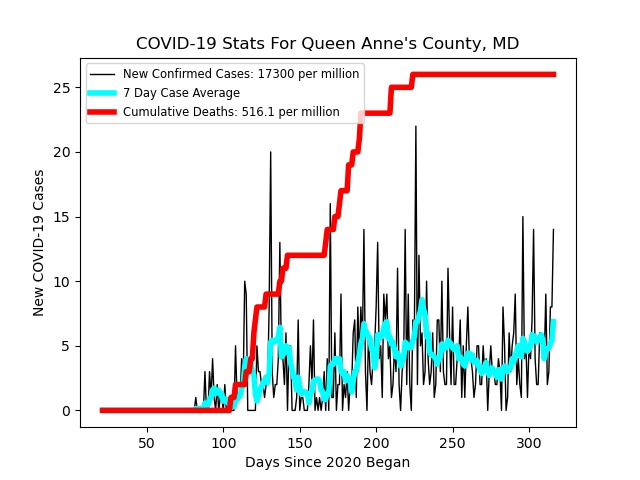 COVID-19 Stats For Queen Anne's County, MD
New Confirmed Cases: 17300 per million
7 Day Case Average
Cumulative Deaths: 516.1 per million
New COVID-19 Cases
25
20
15
10
5
0
50 100 150 200 250 300
Days Since 2020 Began